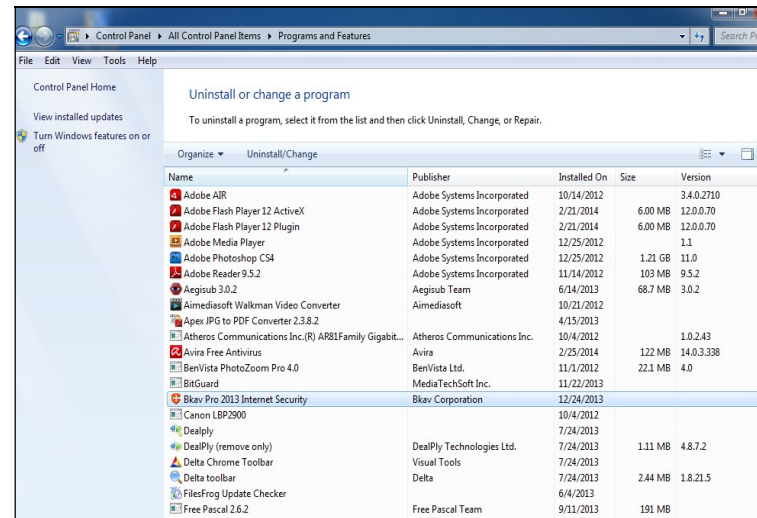 Control Panel ▸ All Control Panel Items ▸ Programs and Features
Search
File Edit View Tools Help
Control Panel Home
View installed updates
Turn Windows features on or
off
Uninstall or change a program
To uninstall a program, select it from the list and then click Uninstall, Change, or Repair.
Organize Uninstall/Change
Name Publisher Installed On Size Version
Adobe AIR Adobe Systems Incorporated 10/14/2012 3.4.0.2710
Adobe Flash Player 12 ActiveX Adobe Systems Incorporated 2/21/2014 6.00 MB 12.0.0.70
Adobe Flash Player 12 Plugin Adobe Systems Incorporated 2/21/2014 6.00 MB 12.0.0.70
Adobe Media Player Adobe Systems Incorporated 12/25/2012 1.1
Adobe Photoshop CS4 Adobe Systems Incorporated 12/25/2012 1.21 GB 11.0
Adobe Reader 9.5.2 Adobe Systems Incorporated 11/14/2012 103 MB 9.5.2
Aegisub 3.0.2 Aegisub Team 6/14/2013 68.7 MB 3.0.2
Aimediasoft Walkman Video Converter Aimediasoft 10/21/2012
Apex JPG to PDF Converter 2.3.8.2 4/15/2013
Atheros Communications Inc.(R) AR81Family Gigabit... Atheros Communications Inc. 10/4/2012 1.0.2.43
Avira Free Antivirus Avira 2/25/2014 122 MB 14.0.3.338
BenVista PhotoZoom Pro 4.0 BenVista Ltd. 11/1/2012 22.1 MB 4.0
BitGuard MediaTechSoft Inc. 11/22/2013
Bkav Pro 2013 Internet Security Bkav Corporation 12/24/2013
Canon LBP2900 10/4/2012
Dealply 7/24/2013
DealPly (remove only) DealPly Technologies Ltd. 7/24/2013 1.11 MB 4.8.7.2
Delta Chrome Toolbar Visual Tools 7/24/2013
Delta toolbar Delta 7/24/2013 2.44 MB 1.8.21.5
FilesFrog Update Checker 6/4/2013
Free Pascal 2.6.2 Free Pascal Team 9/11/2013 191 MB